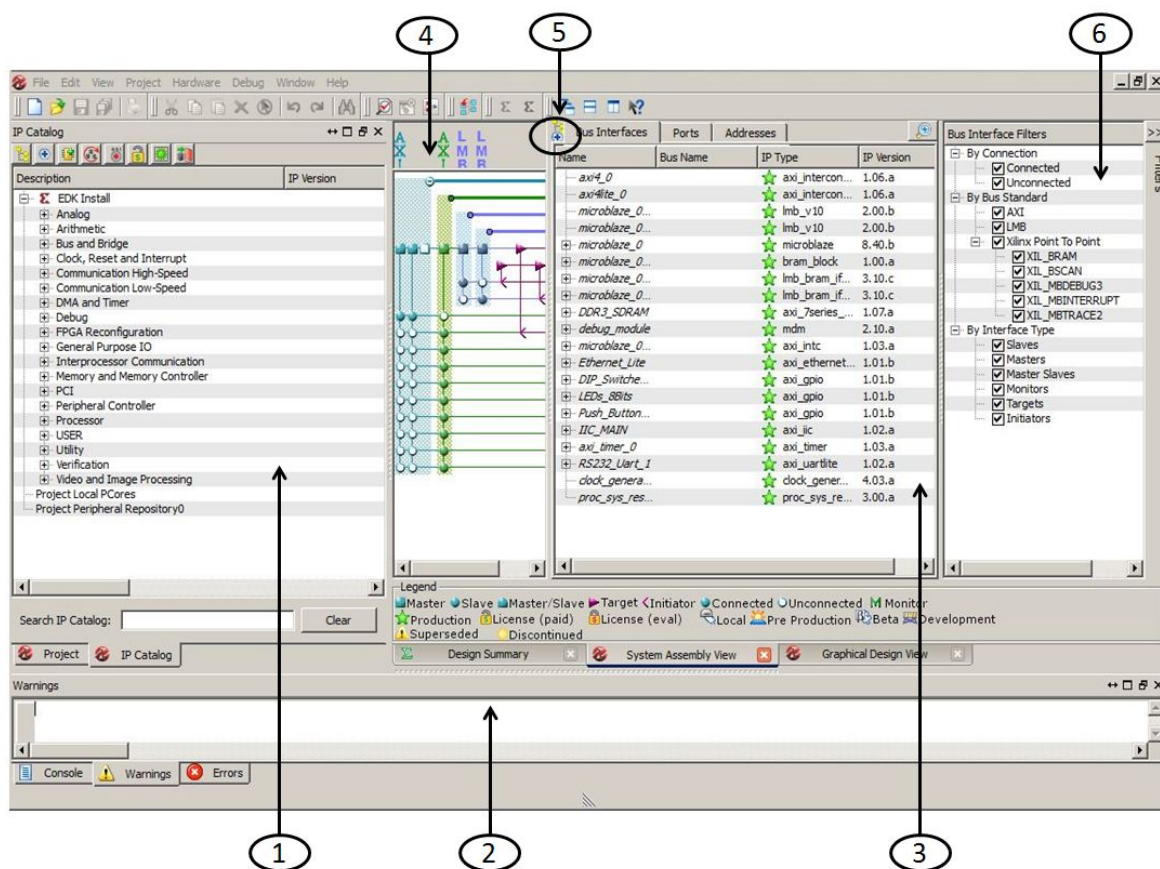 4
5
6
File Edit View Project Hardware Debug Window Help
IP Catalog
Description IP Version
EDK Install
Analog
Arithmetic
Bus and Bridge
Clock, Reset and Interrupt
Communication High-Speed
Communication Low-Speed
DMA and Timer
Debug
FPGA Reconfiguration
General Purpose IO
Interprocessor Communication
Memory and Memory Controller
PCI
Peripheral Controller
Processor
USER
Utility
Verification
Video and Image Processing
Project Local PCores
Project Peripheral Repository0
Search IP Catalog: Clear
Project IP Catalog
Bus Interfaces Ports Addresses
Name Bus Name IP Type IP Version
axi4_0 axi_intercon... 1.06.a
axi4lite_0 axi_intercon... 1.06.a
microblaze_0... lmb_v10 2.00.b
microblaze_0... lmb_v10 2.00.b
microblaze_0 microblaze 8.40.b
microblaze_0... bram_block 1.00.a
microblaze_0... lmb_bram_if... 3.10.c
microblaze_0... lmb_bram_if... 3.10.c
DDR3_SDRAM axi_7series_... 1.07.a
debug_module mdm 2.10.a
microblaze_0... axi_intc 1.03.a
Ethernet_Lite axi_ethernet... 1.01.b
DIP_Switche... axi_gpio 1.01.b
LEDs_8Bits axi_gpio 1.01.b
Push_Button... axi_gpio 1.01.b
IIC_MAIN axi_iic 1.02.a
axi_timer_0 axi_timer 1.03.a
RS232_Uart_1 axi_uartlite 1.02.a
clock_genera... clock_gener... 4.03.a
proc_sys_res... proc_sys_re... 3.00.a
Bus Interface Filters
By Connection
Connected
Unconnected
By Bus Standard
AXI
LMB
Xilinx Point To Point
XIL_BRAM
XIL_BSCAN
XIL_MBDEBUG3
XIL_MBINTERRUPT
XIL_MBTRACE2
By Interface Type
Slaves
Masters
Master Slaves
Monitors
Targets
Initiators
Filters
Legend
Master Slave Master/Slave Target Initiator Connected Unconnected M Monitor
Production License (paid) License (eval) Local Pre Production Beta Development
Superseded Discontinued
Design Summary System Assembly View Graphical Design View
Warnings
Console Warnings Errors
1
2
3